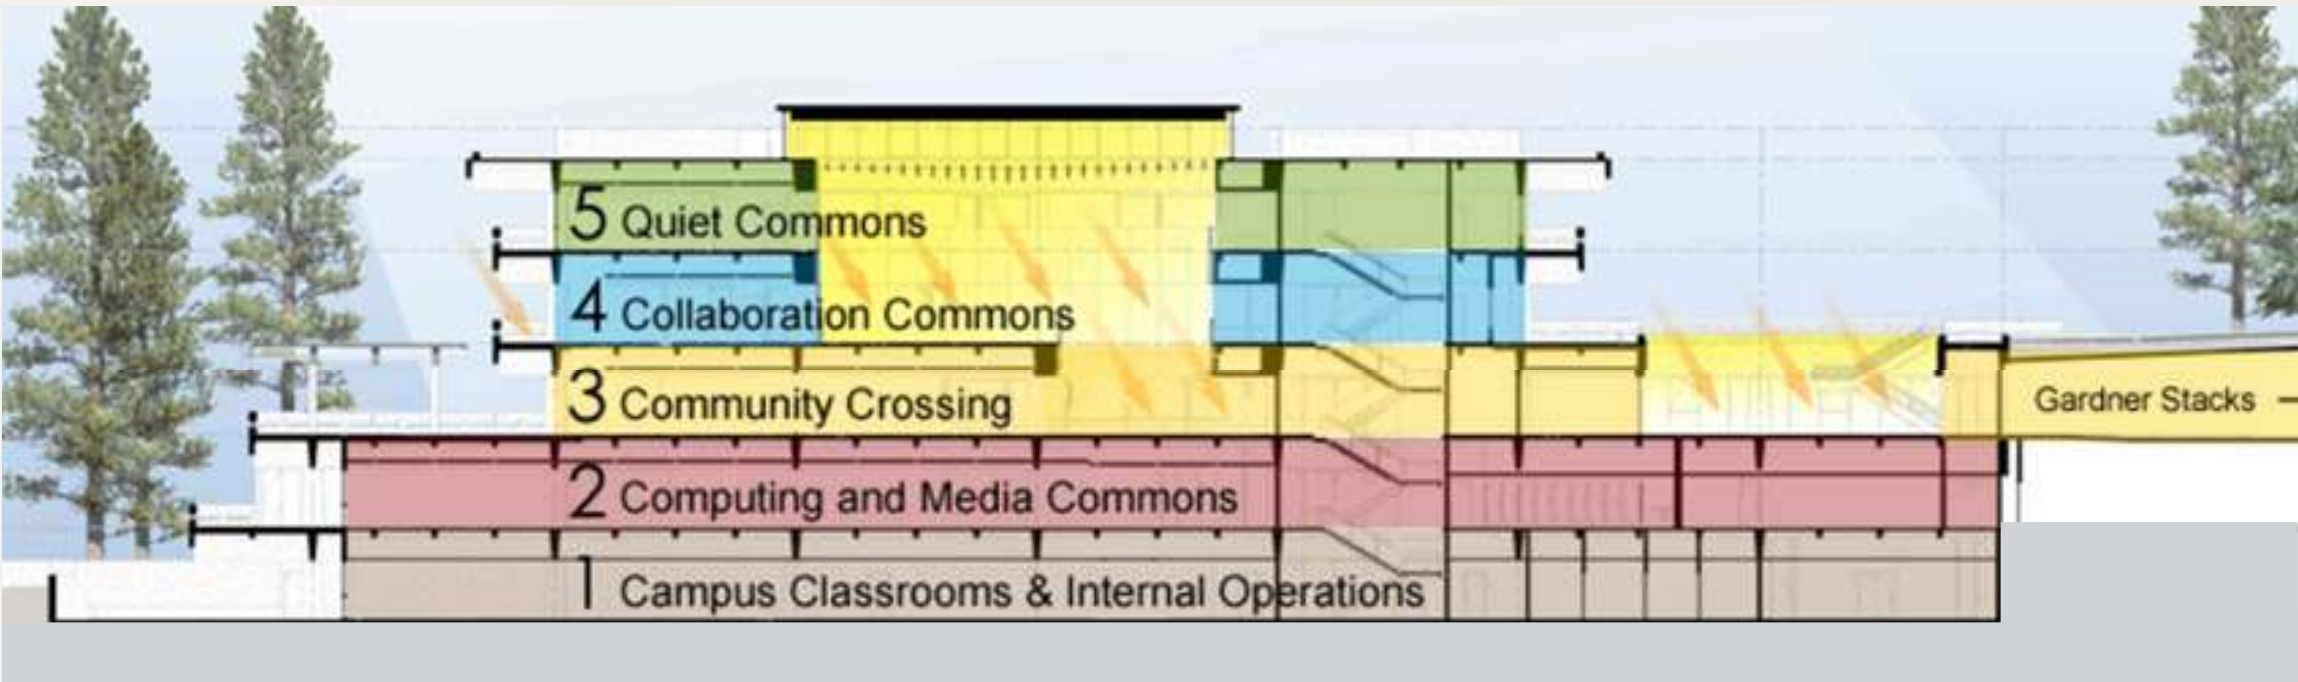 5 Quiet Commons
4 Collaboration Commons
3 Community Crossing
Gardner Stacks
2 Computing and Media Commons
1 Campus Classrooms & Internal Operations